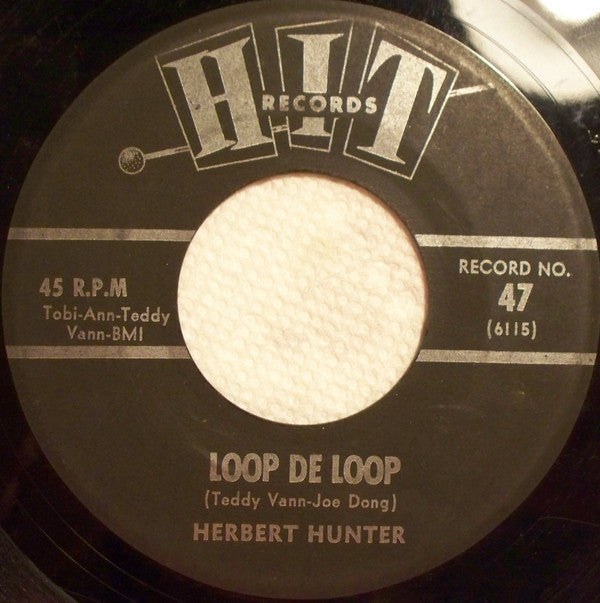 HIT
RECORDS
45 R.P.M
Tobi-Ann-Teddy
Vann-BMI
RECORD NO.
47
(6115)
LOOP DE LOOP
(Teddy Vann-Joe Dong)
HERBERT HUNTER